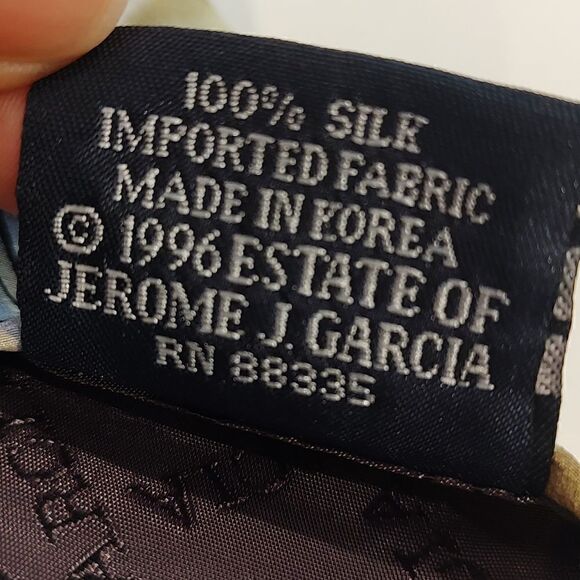 100% SILK
IMPORTED FABRIC
MADE IN KOREA
© 1996 ESTATE OF
JEROME J. GARCIA
RN 88335